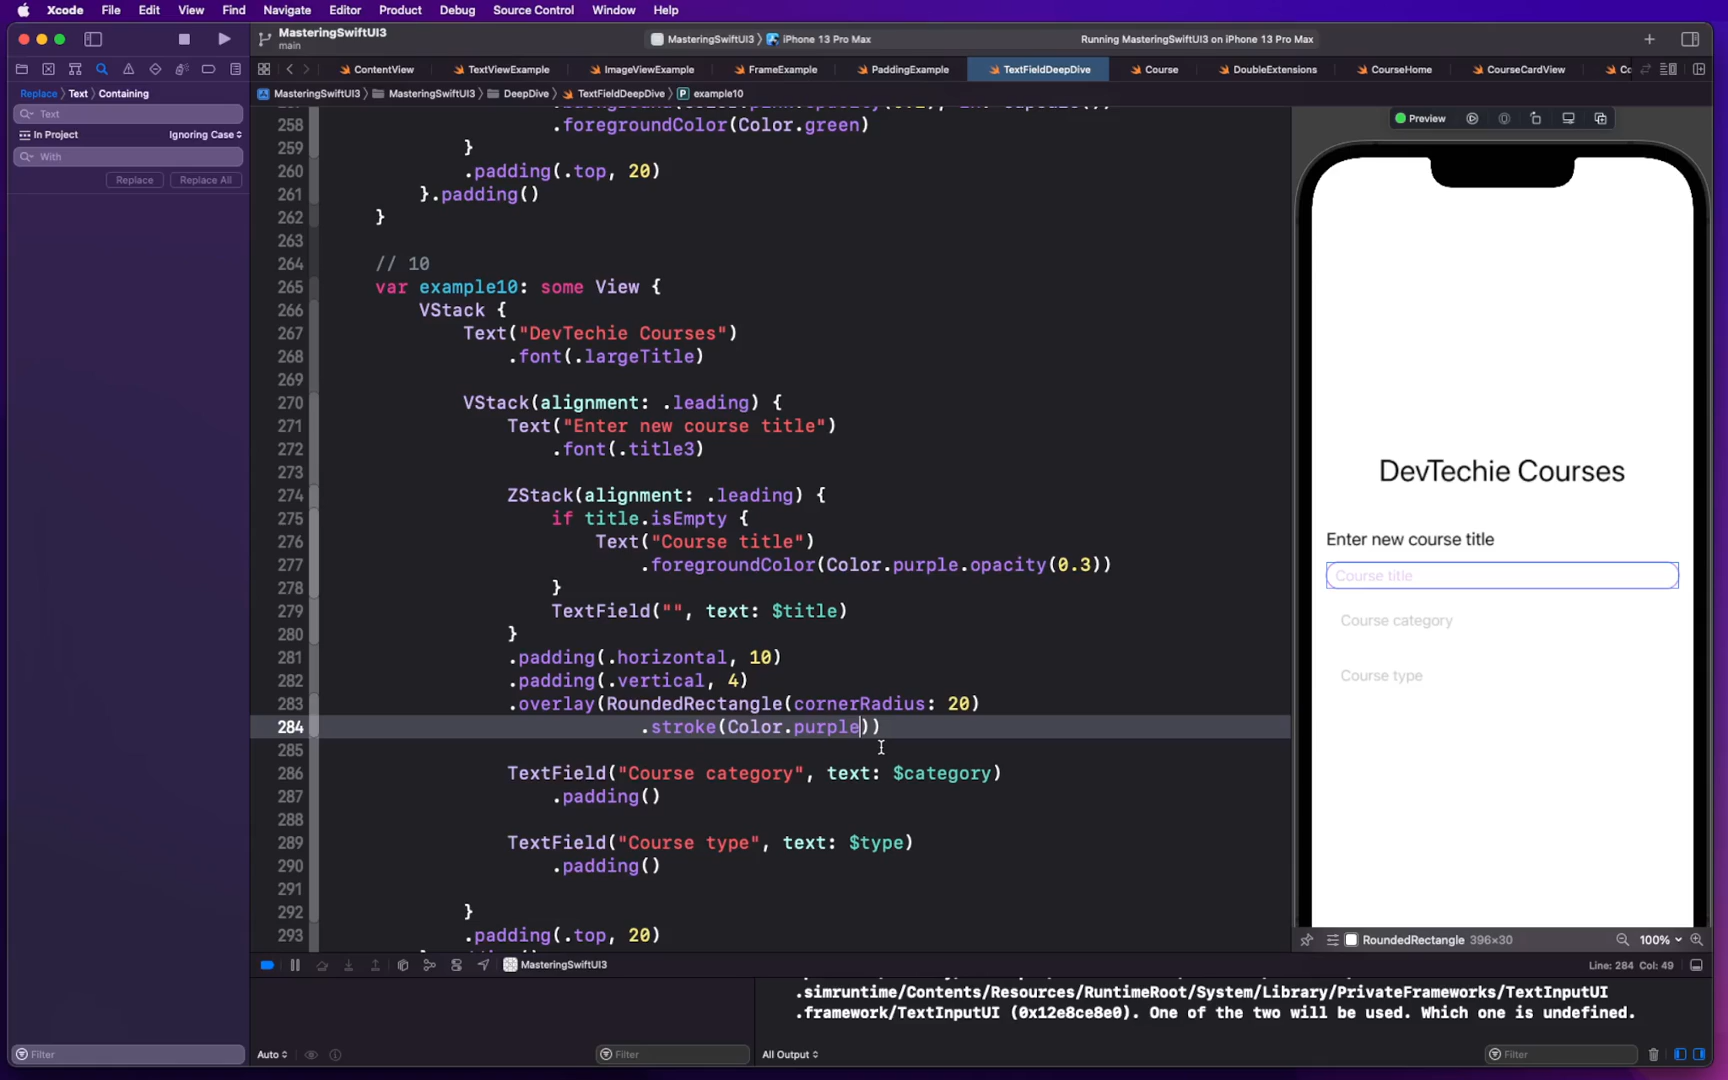 Xcode File Edit View Find Navigate Editor Product Debug Source Control Window Help
MasteringSwiftUI3
main
MasteringSwiftUI3 > iPhone 13 Pro Max
Running MasteringSwiftUI3 on iPhone 13 Pro Max
ContentView TextViewExample ImageViewExample FrameExample PaddingExample TextFieldDeepDive Course DoubleExtensions CourseHome CourseCardView Co
Replace > Text > Containing
MasteringSwiftUI3 > MasteringSwiftUI3 > DeepDive > TextFieldDeepDive > P example10
Text
In Project Ignoring Case
With
Replace Replace All
258 .foregroundColor(Color.green)
259 }
260 .padding(.top, 20)
261 }.padding()
262 }
263
264 // 10
265 var example10: some View {
266 VStack {
267 Text("DevTechie Courses")
268 .font(.largeTitle)
269
270 VStack(alignment: .leading) {
271 Text("Enter new course title")
272 .font(.title3)
273
274 ZStack(alignment: .leading) {
275 if title.isEmpty {
276 Text("Course title")
277 .foregroundColor(Color.purple.opacity(0.3))
278 }
279 TextField("", text: $title)
280 }
281 .padding(.horizontal, 10)
282 .padding(.vertical, 4)
283 .overlay(RoundedRectangle(cornerRadius: 20)
284 .stroke(Color.purple))
285
286 TextField("Course category", text: $category)
287 .padding()
288
289 TextField("Course type", text: $type)
290 .padding()
291
292 }
293 .padding(.top, 20)
Preview
DevTechie Courses
Enter new course title
Course title
Course category
Course type
RoundedRectangle 396×30 100%
MasteringSwiftUI3
Line: 284 Col: 49
.simruntime/Contents/Resources/RuntimeRoot/System/Library/PrivateFrameworks/TextInputUI
.framework/TextInputUI (0x12e8ce8e0). One of the two will be used. Which one is undefined.
Filter Auto Filter All Output Filter